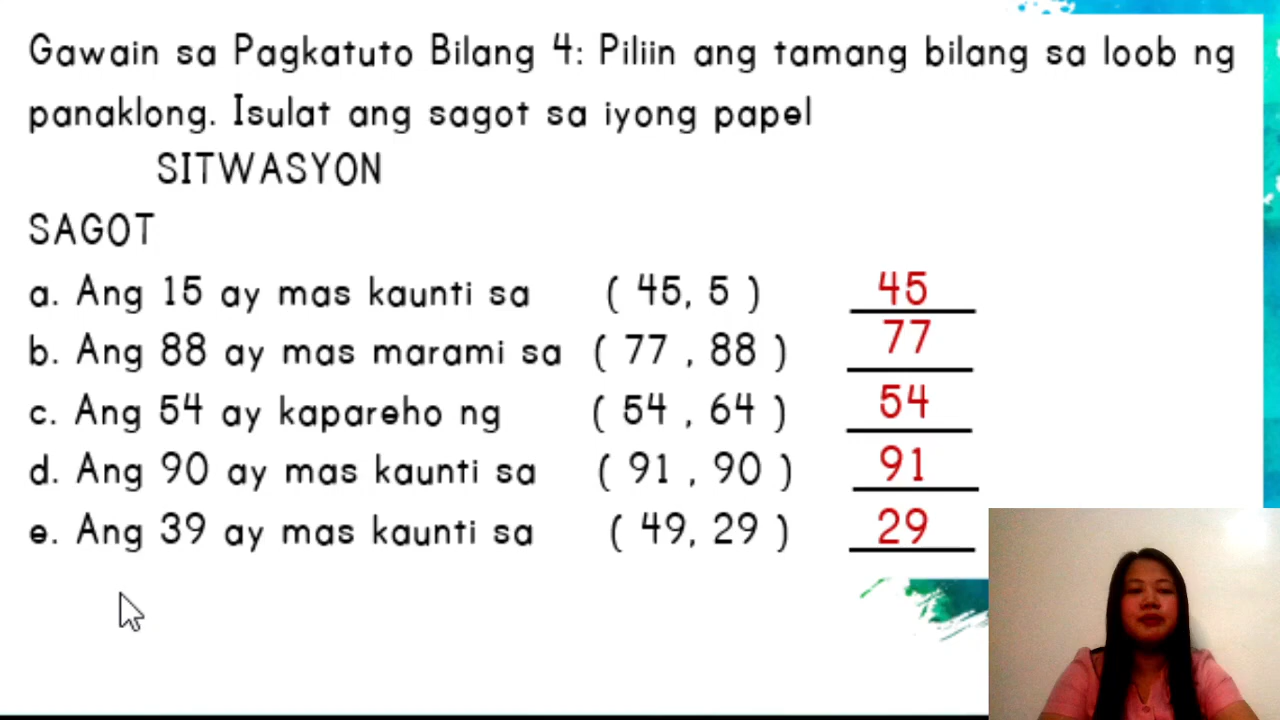 Gawain sa Pagkatuto Bilang 4: Piliin ang tamang bilang sa loob ng
panaklong. Isulat ang sagot sa iyong papel
SITWASYON
SAGOT
a. Ang 15 ay mas kaunti sa ( 45, 5 ) 45
b. Ang 88 ay mas marami sa ( 77 , 88 ) 77
c. Ang 54 ay kapareho ng ( 54 , 64 ) 54
d. Ang 90 ay mas kaunti sa ( 91 , 90 ) 91
e. Ang 39 ay mas kaunti sa ( 49, 29 ) 29